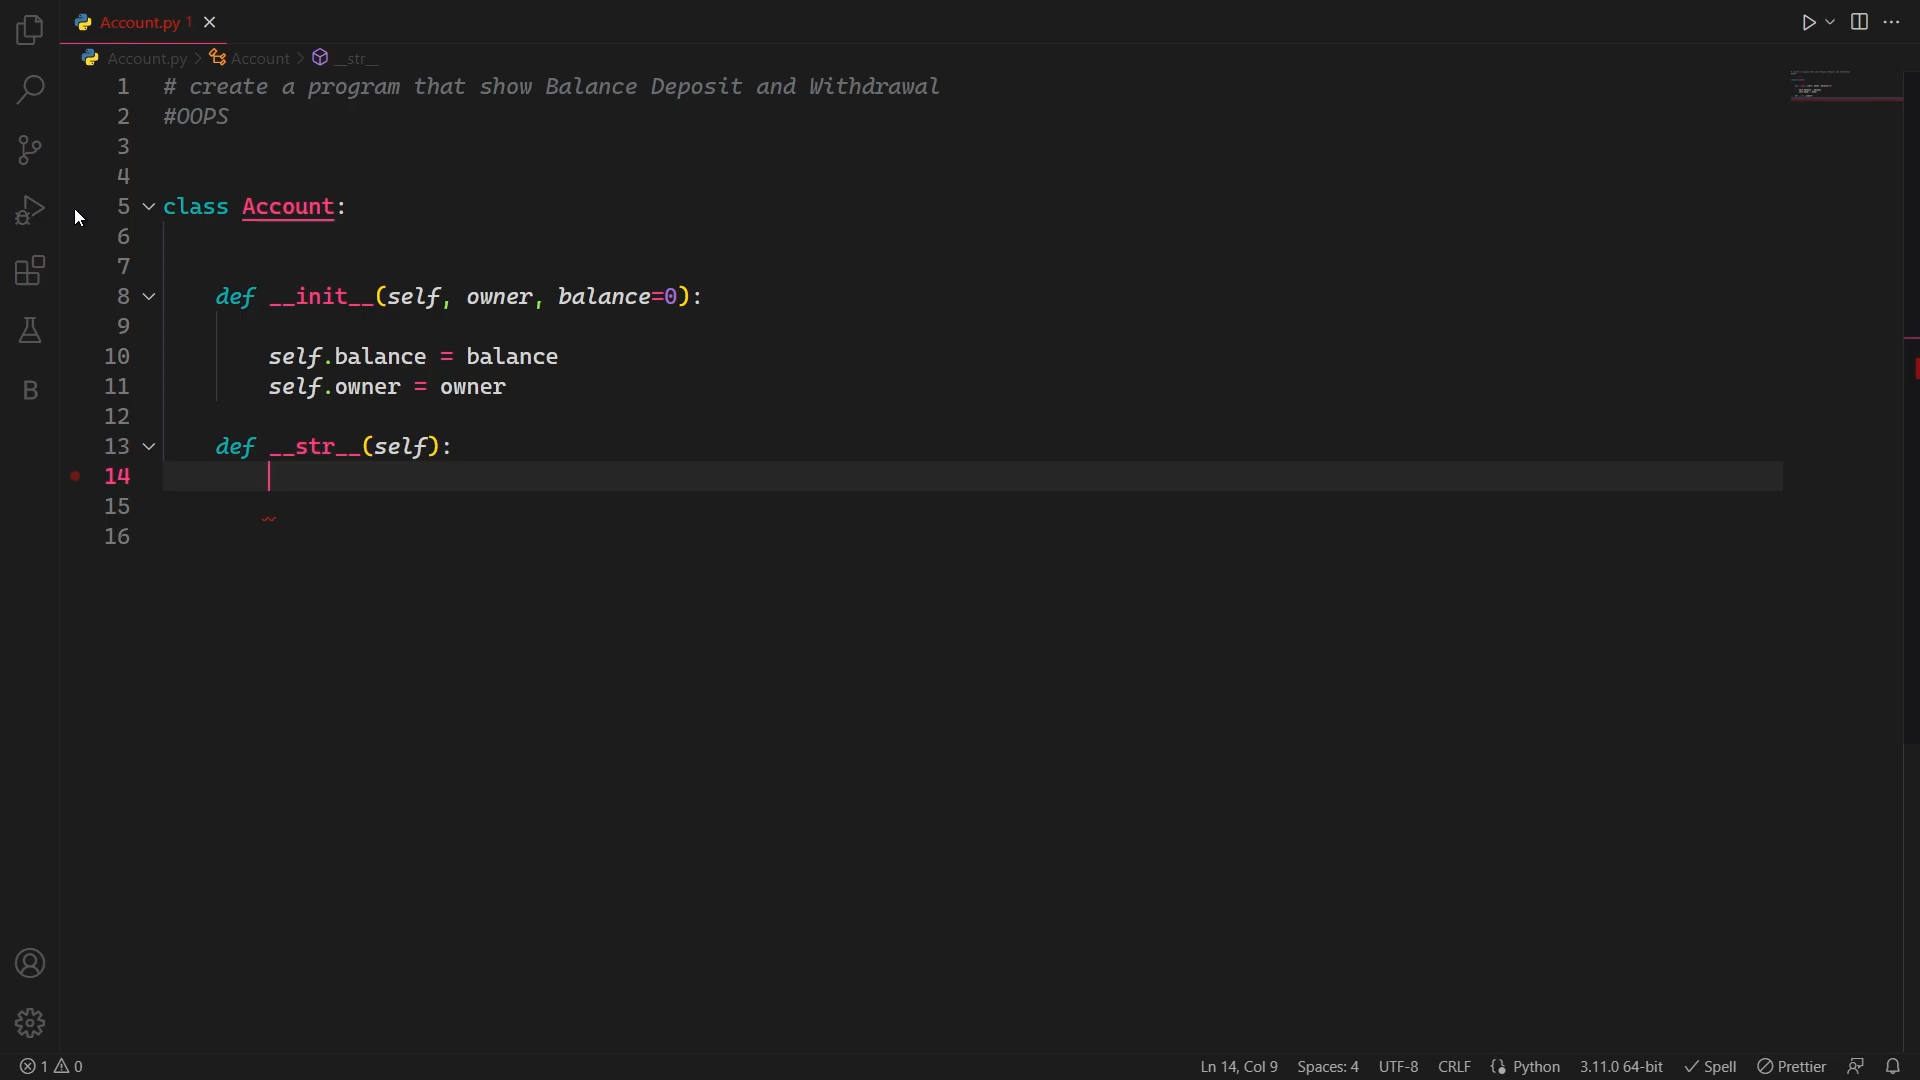 Account.py 1
Account.py > Account > __str__
1 # create a program that show Balance Deposit and Withdrawal
2 #OOPS
3
4
5 class Account:
6
7
8 def __init__(self, owner, balance=0):
9
10 self.balance = balance
11 self.owner = owner
12
13 def __str__(self):
14
15
16
B
1 0 Ln 14, Col 9 Spaces: 4 UTF-8 CRLF Python 3.11.0 64-bit Spell Prettier